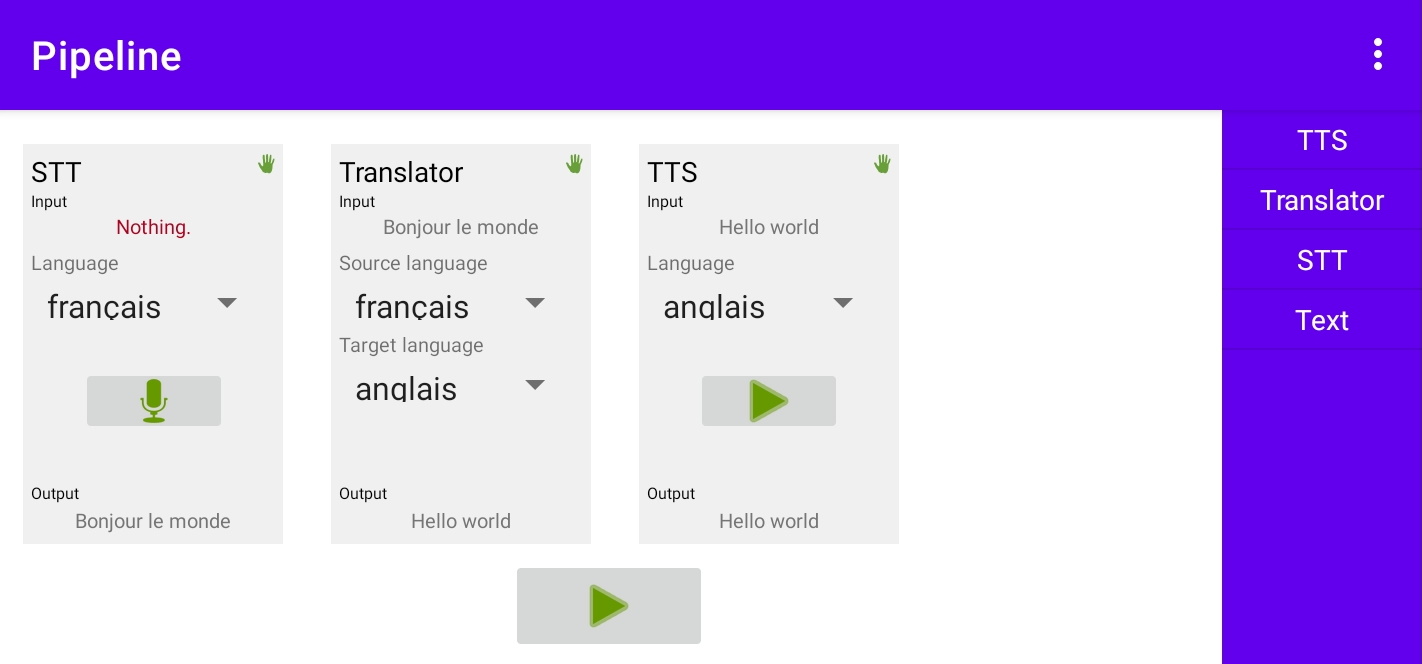 Pipeline
STT
Input
Nothing.
Language
français
Output
Bonjour le monde
Translator
Input
Bonjour le monde
Source language
français
Target language
anglais
Output
Hello world
TTS
Input
Hello world
Language
anglais
Output
Hello world
TTS
Translator
STT
Text